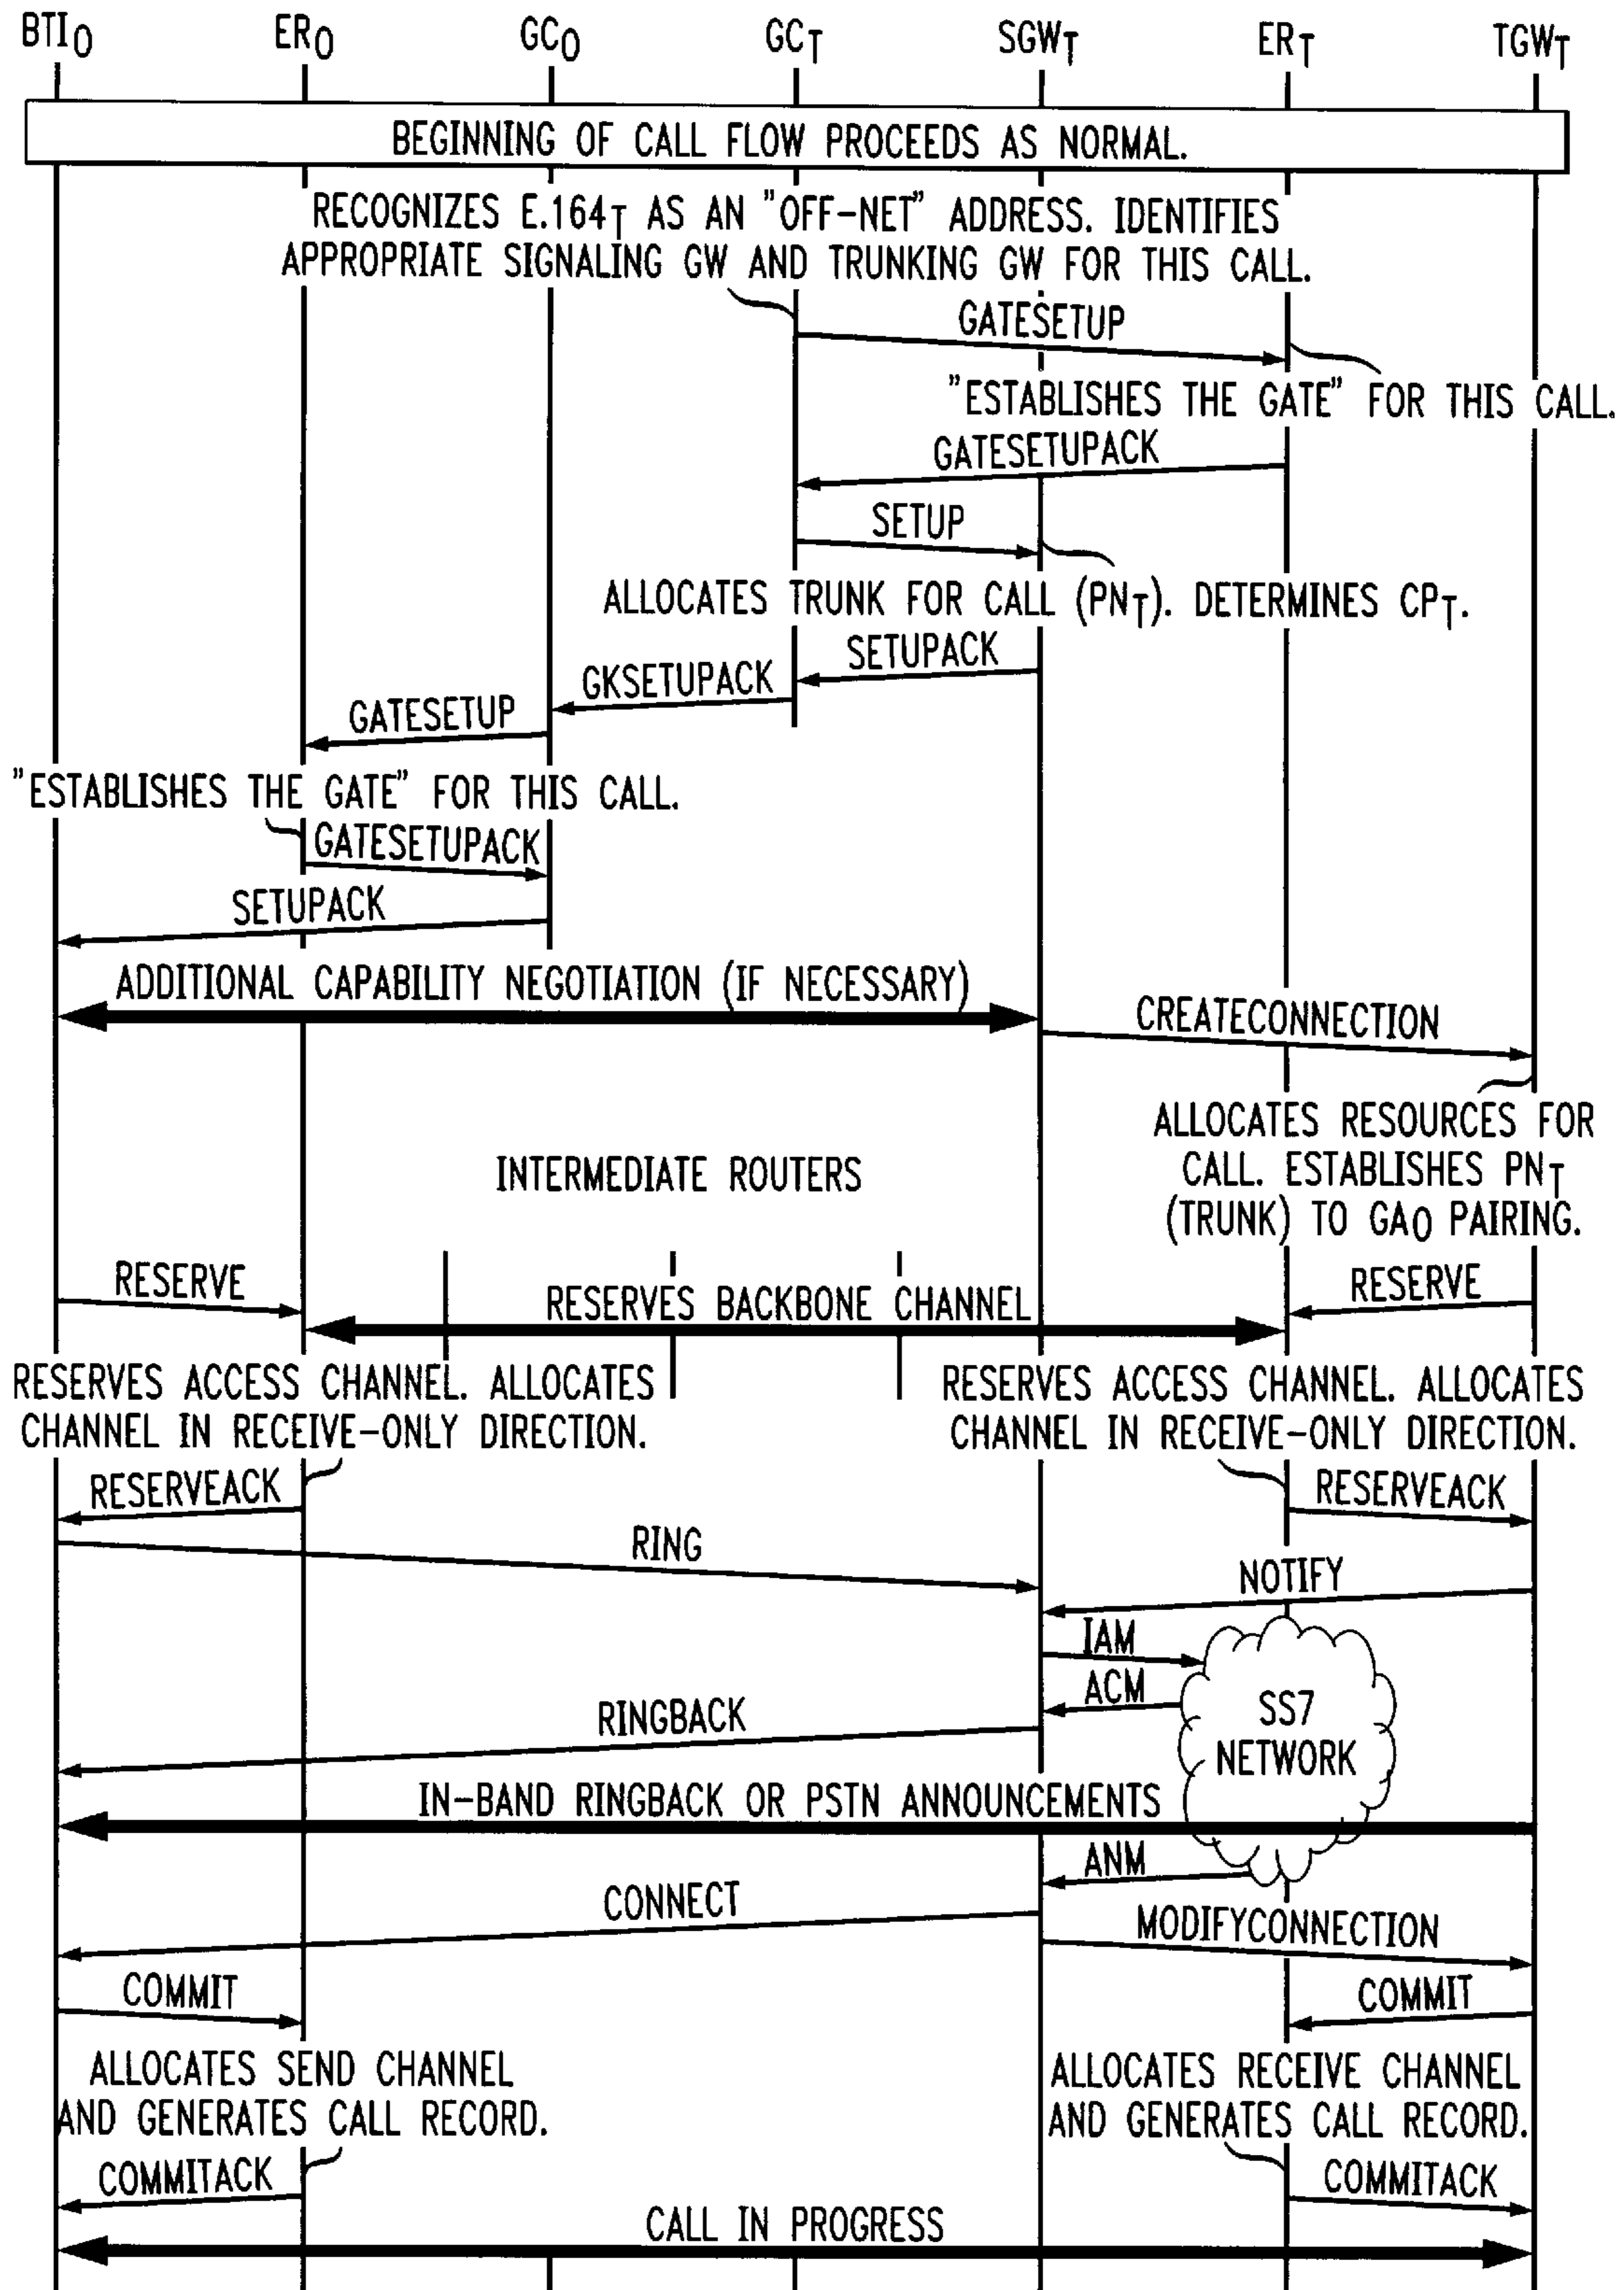 BTIO ERO GCO GCT SGWT ERT TGWT
BEGINNING OF CALL FLOW PROCEEDS AS NORMAL.
RECOGNIZES E.164T AS AN "OFF-NET" ADDRESS. IDENTIFIES
APPROPRIATE SIGNALING GW AND TRUNKING GW FOR THIS CALL.
GATESETUP
"ESTABLISHES THE GATE" FOR THIS CALL.
GATESETUPACK
SETUP
ALLOCATES TRUNK FOR CALL (PNT). DETERMINES CPT.
SETUPACK
GKSETUPACK
GATESETUP
"ESTABLISHES THE GATE" FOR THIS CALL.
GATESETUPACK
SETUPACK
ADDITIONAL CAPABILITY NEGOTIATION (IF NECESSARY)
CREATECONNECTION
ALLOCATES RESOURCES FOR
CALL. ESTABLISHES PNT
(TRUNK) TO GAO PAIRING.
INTERMEDIATE ROUTERS
RESERVE
RESERVES BACKBONE CHANNEL
RESERVE
RESERVES ACCESS CHANNEL. ALLOCATES
CHANNEL IN RECEIVE-ONLY DIRECTION.
RESERVES ACCESS CHANNEL. ALLOCATES
CHANNEL IN RECEIVE-ONLY DIRECTION.
RESERVEACK
RESERVEACK
RING
NOTIFY
IAM
ACM
SS7
NETWORK
RINGBACK
IN-BAND RINGBACK OR PSTN ANNOUNCEMENTS
ANM
CONNECT
MODIFYCONNECTION
COMMIT
COMMIT
ALLOCATES SEND CHANNEL
AND GENERATES CALL RECORD.
ALLOCATES RECEIVE CHANNEL
AND GENERATES CALL RECORD.
COMMITACK
COMMITACK
CALL IN PROGRESS